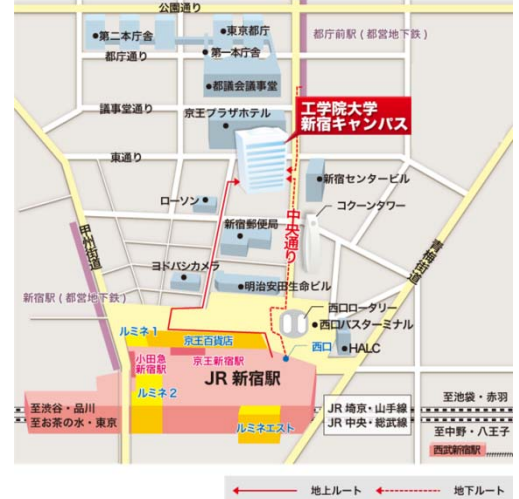 公園通り
●第二本庁舎
●東京都庁
都庁前駅(都営地下鉄)
●第一本庁舎
都庁通り
●都議会議事堂
議事堂通り
京王プラザホテル
工学院大学
新宿キャンパス
東通り
●新宿センタービル
ローソン
コクーンタワー
中央通り
新宿郵便局
甲州街道
青梅街道
ヨドバシカメラ
●明治安田生命ビル
新宿駅(都営地下鉄)
西口ロータリー
●西口バスターミナル
ルミネ1
京王百貨店
西口
●HALC
小田急
新宿駅
京王新宿駅
JR 新宿駅
ルミネ2
至渋谷・品川
至お茶の水・東京
ルミネエスト
JR 埼京・山手線
JR 中央・総武線
至池袋・赤羽
至中野・八王子
西武新宿駅
地上ルート
地下ルート